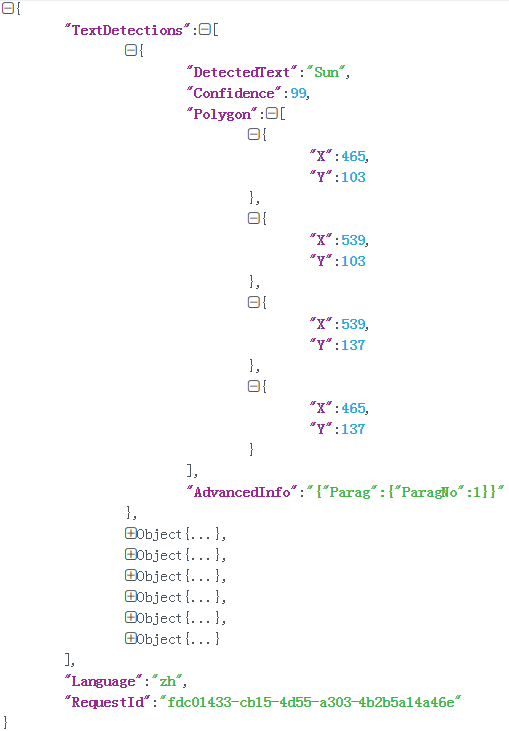 {
"TextDetections":[
{
"DetectedText":"Sun",
"Confidence":99,
"Polygon":[
{
"X":465,
"Y":103
},
{
"X":539,
"Y":103
},
{
"X":539,
"Y":137
},
{
"X":465,
"Y":137
}
],
"AdvancedInfo":"{"Parag":{"ParagNo":1}}"
},
Object{...},
Object{...},
Object{...},
Object{...},
Object{...},
Object{...}
],
"Language":"zh",
"RequestId":"fdc01433-cb15-4d55-a303-4b2b5a14a46e"
}